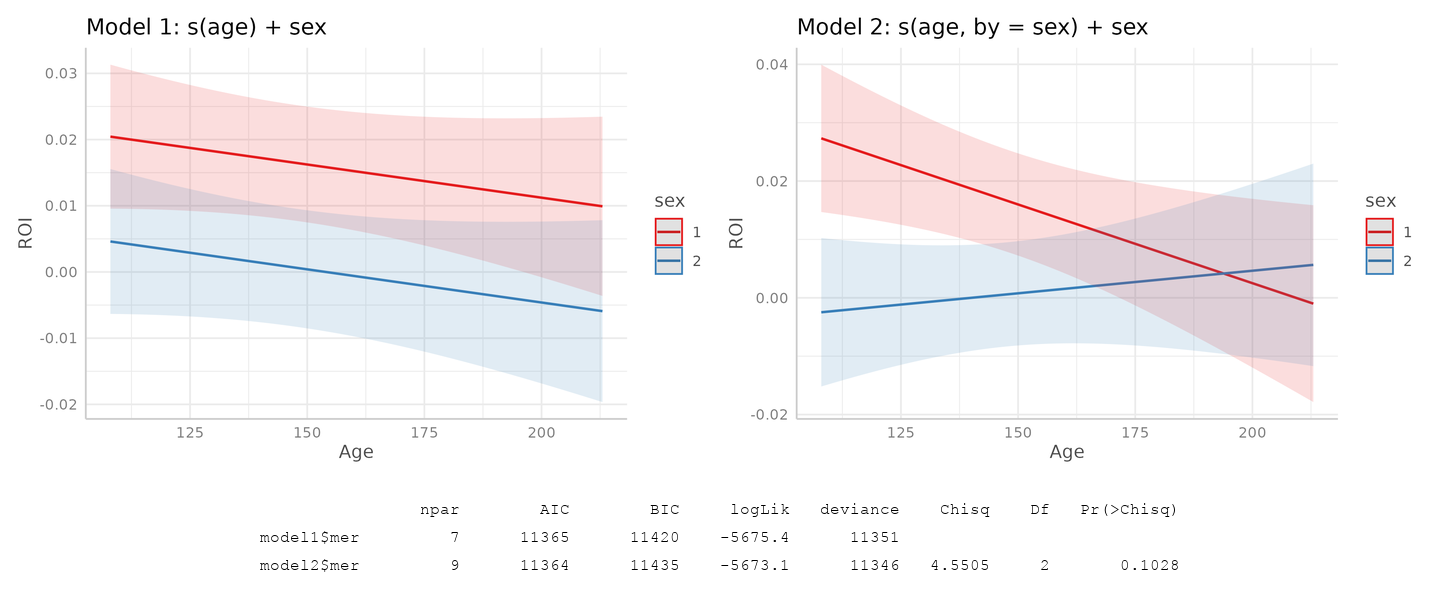 Model 1: s(age) + sex
0.03
0.02
0.01
0.00
-0.01
-0.02
ROI
125 150 175 200
Age
sex
1
2
Model 2: s(age, by = sex) + sex
0.04
0.02
0.00
-0.02
ROI
125 150 175 200
Age
sex
1
2
npar AIC BIC logLik deviance Chisq Df Pr(>Chisq)
model1$mer 7 11365 11420 -5675.4 11351
model2$mer 9 11364 11435 -5673.1 11346 4.5505 2 0.1028